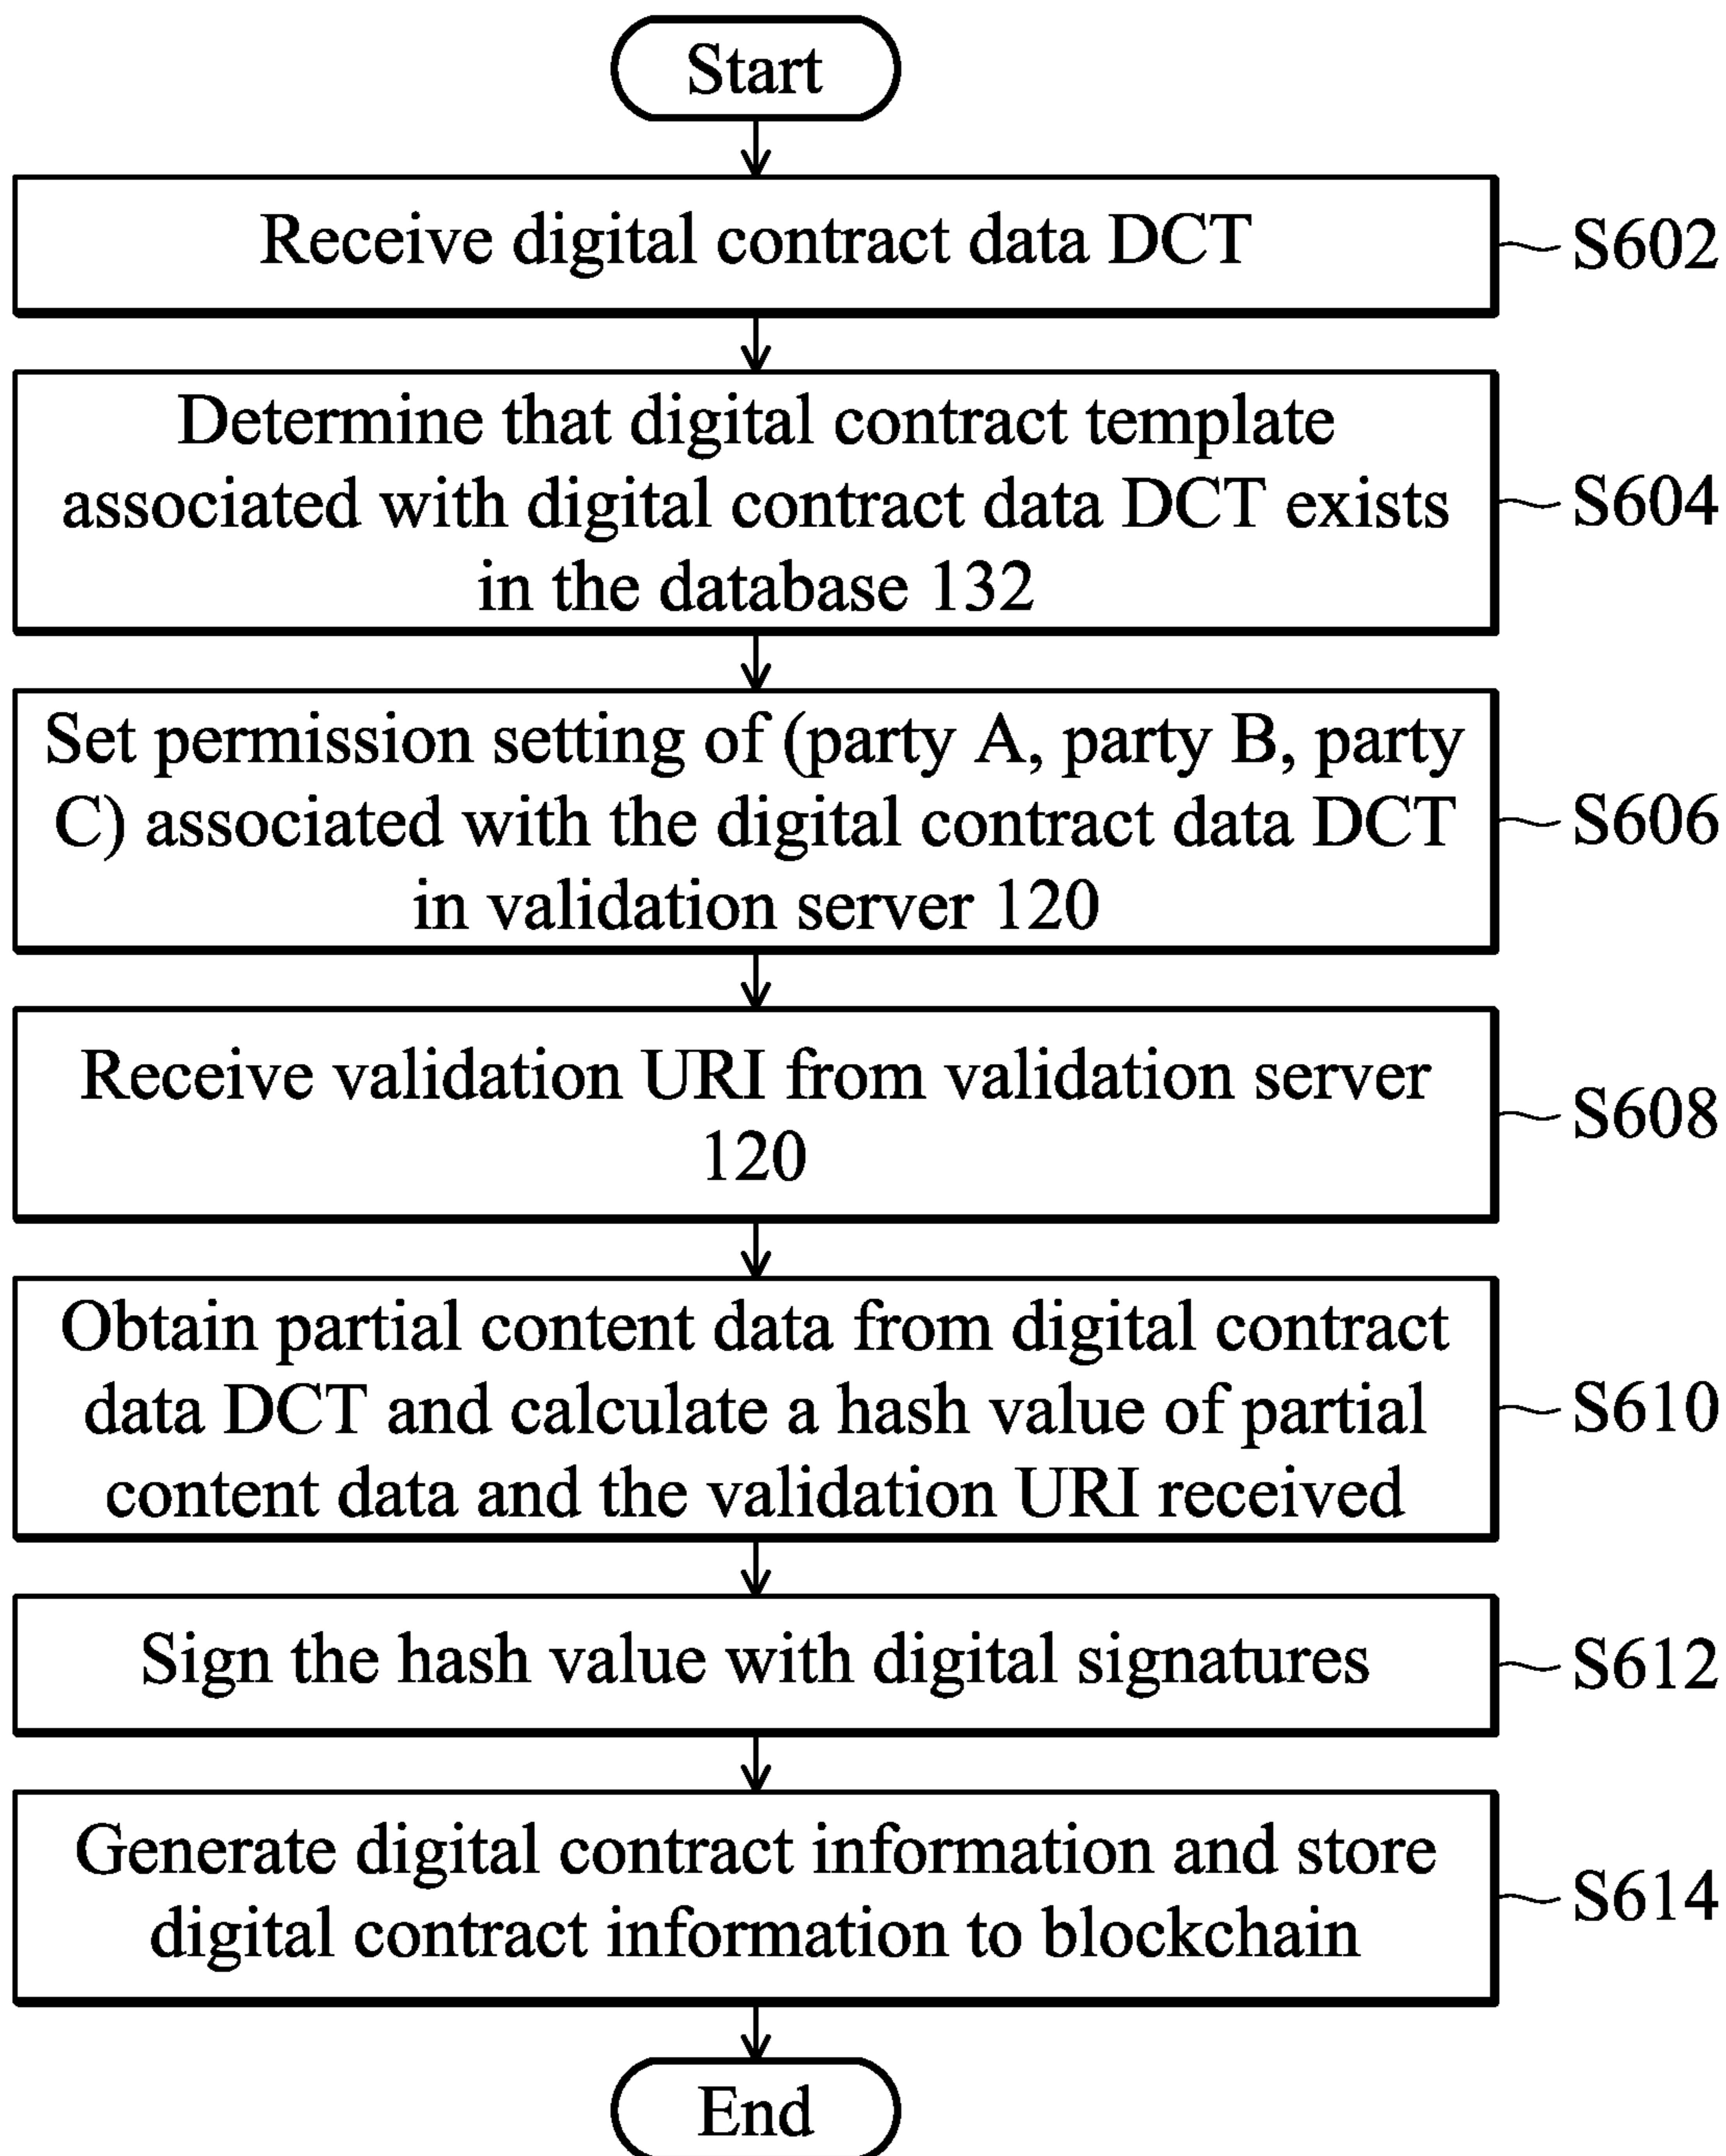 Start
Receive digital contract data DCT
S602
Determine that digital contract template
associated with digital contract data DCT exists
in the database 132
S604
Set permission setting of (party A, party B, party
C) associated with the digital contract data DCT
in validation server 120
S606
Receive validation URI from validation server
120
S608
Obtain partial content data from digital contract
data DCT and calculate a hash value of partial
content data and the validation URI received
S610
Sign the hash value with digital signatures
S612
Generate digital contract information and store
digital contract information to blockchain
S614
End